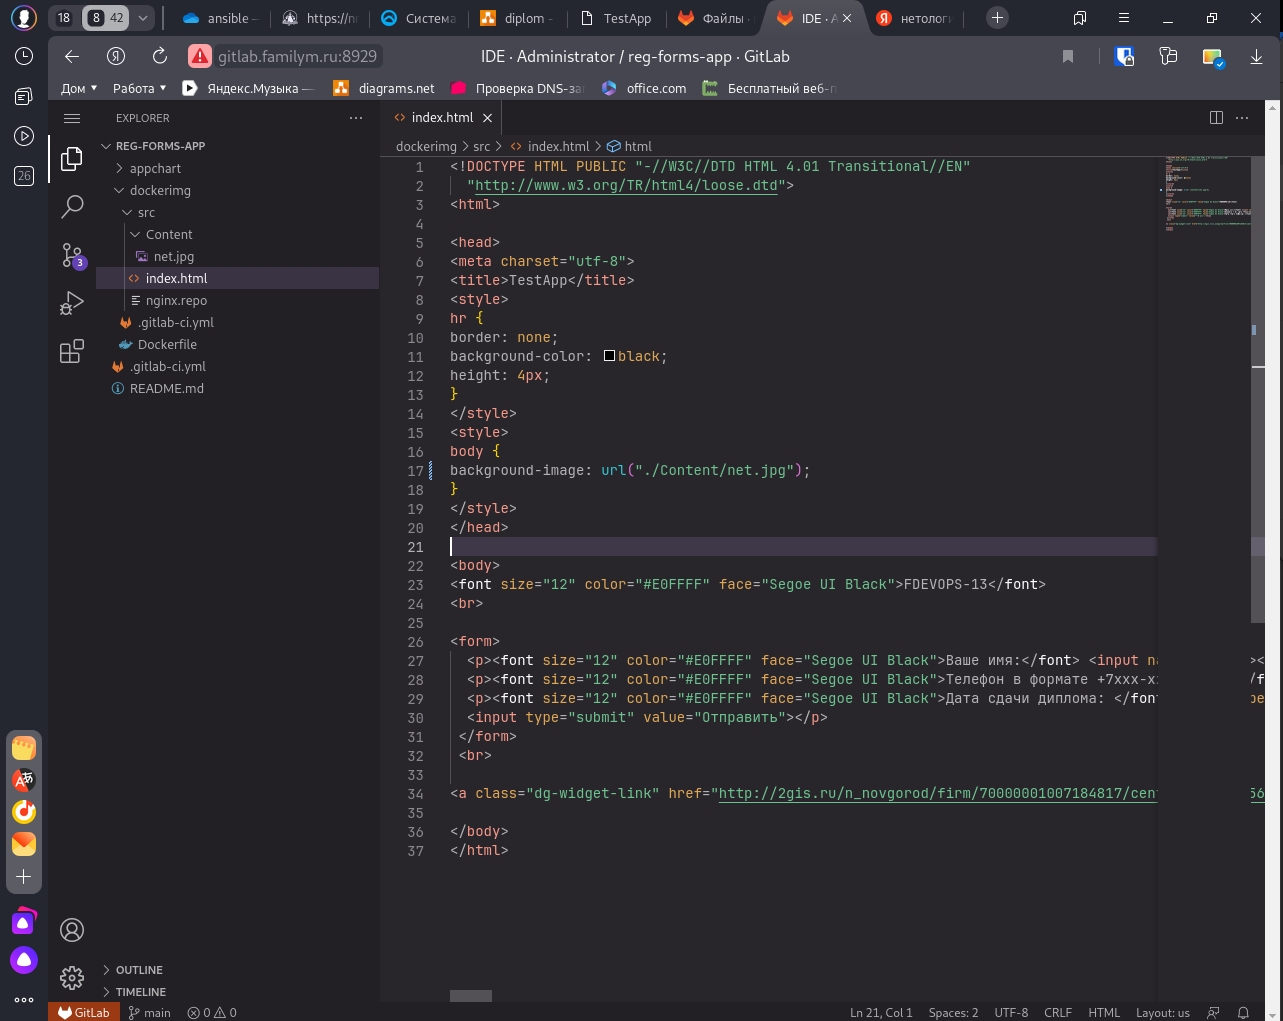 18 8 42 ansible https://nr Система diplom - TestApp Файлы · IDE · A нетологи
gitlab.familym.ru:8929 IDE · Administrator / reg-forms-app · GitLab
Дом Работа Яндекс.Музыка — diagrams.net Проверка DNS-за office.com Бесплатный веб-п
26
EXPLORER
REG-FORMS-APP
appchart
dockerimg
src
Content
net.jpg
index.html
nginx.repo
.gitlab-ci.yml
Dockerfile
.gitlab-ci.yml
README.md
3
OUTLINE
TIMELINE
index.html
dockerimg > src > index.html > html
1 <!DOCTYPE HTML PUBLIC "-//W3C//DTD HTML 4.01 Transitional//EN"
2 "http://www.w3.org/TR/html4/loose.dtd">
3 <html>
4
5 <head>
6 <meta charset="utf-8">
7 <title>TestApp</title>
8 <style>
9 hr {
10 border: none;
11 background-color: black;
12 height: 4px;
13 }
14 </style>
15 <style>
16 body {
17 background-image: url("./Content/net.jpg");
18 }
19 </style>
20 </head>
21
22 <body>
23 <font size="12" color="#E0FFFF" face="Segoe UI Black">FDEVOPS-13</font>
24 <br>
25
26 <form>
27 <p><font size="12" color="#E0FFFF" face="Segoe UI Black">Ваше имя:</font> <input na
28 <p><font size="12" color="#E0FFFF" face="Segoe UI Black">Телефон в формате +7xxx-x
29 <p><font size="12" color="#E0FFFF" face="Segoe UI Black">Дата сдачи диплома: </fon
30 <input type="submit" value="Отправить"></p>
31 </form>
32 <br>
33
34 <a class="dg-widget-link" href="http://2gis.ru/n_novgorod/firm/70000001007184817/cen
35
36 </body>
37 </html>
GitLab main 0 0 Ln 21, Col 1 Spaces: 2 UTF-8 CRLF HTML Layout: us